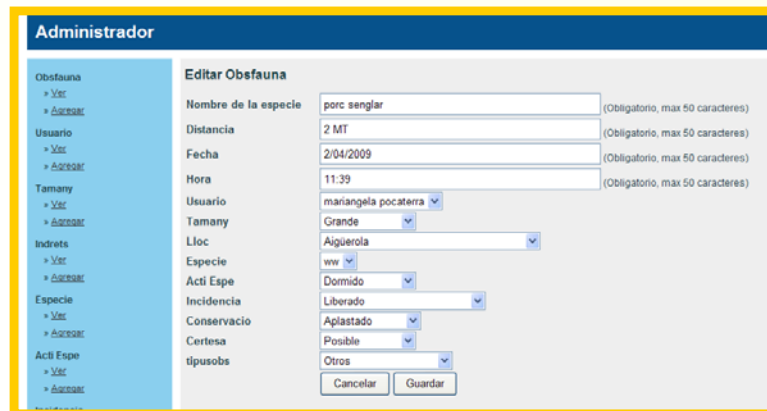 Administrador
Obsfauna
» Ver
» Agregar
Usuario
» Ver
» Agregar
Tamany
» Ver
» Agregar
Indrets
» Ver
» Agregar
Especie
» Ver
» Agregar
Acti Espe
» Ver
» Agregar
Editar Obsfauna
Nombre de la especie porc senglar (Obligatorio, max 50 caracteres)
Distancia 2 MT (Obligatorio, max 50 caracteres)
Fecha 2/04/2009 (Obligatorio, max 50 caracteres)
Hora 11:39 (Obligatorio, max 50 caracteres)
Usuario mariangela pocaterra
Tamany Grande
Lloc Aigüerola
Especie ww
Acti Espe Dormido
Incidencia Liberado
Conservacio Aplastado
Certesa Posible
tipusobs Otros
Cancelar Guardar